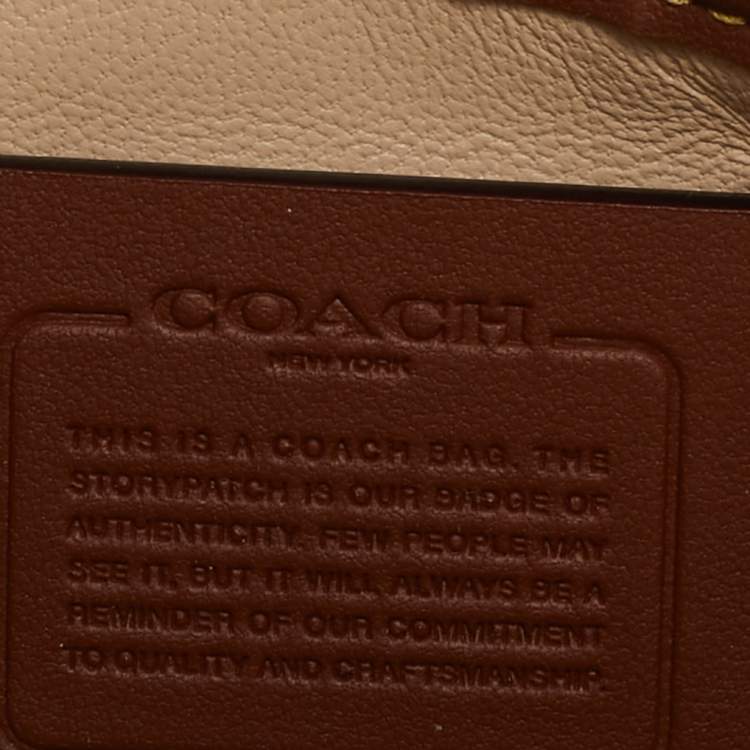 COACH
NEW YORK
THIS IS A COACH BAG. THE
STORYPATCH IS OUR BADGE OF
AUTHENTICITY. FEW PEOPLE MAY
SEE IT, BUT IT WILL ALWAYS BE A
REMINDER OF OUR COMMITMENT
TO QUALITY AND CRAFTSMANSHIP.